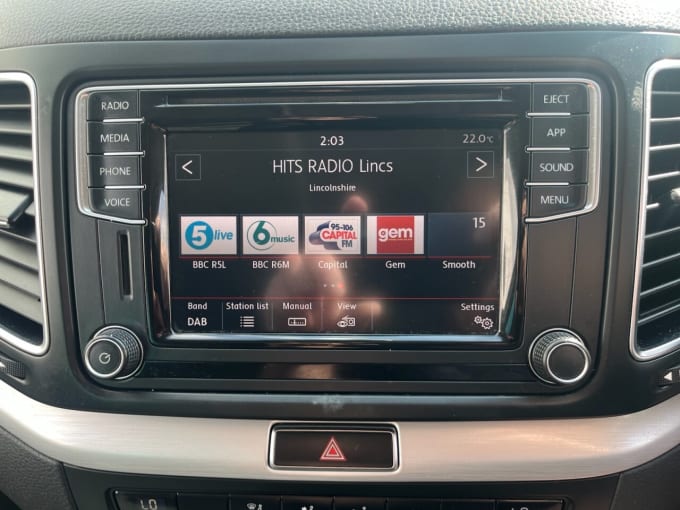 RADIO
MEDIA
PHONE
VOICE
EJECT
APP
SOUND
MENU
2:03 22.0°C
< HITS RADIO Lincs >
Lincolnshire
5 live 6 music 95-106 CAPITAL FM gem 15
BBC R5L BBC R6M Capital Gem Smooth
Band Station list Manual View Settings
DAB
LO